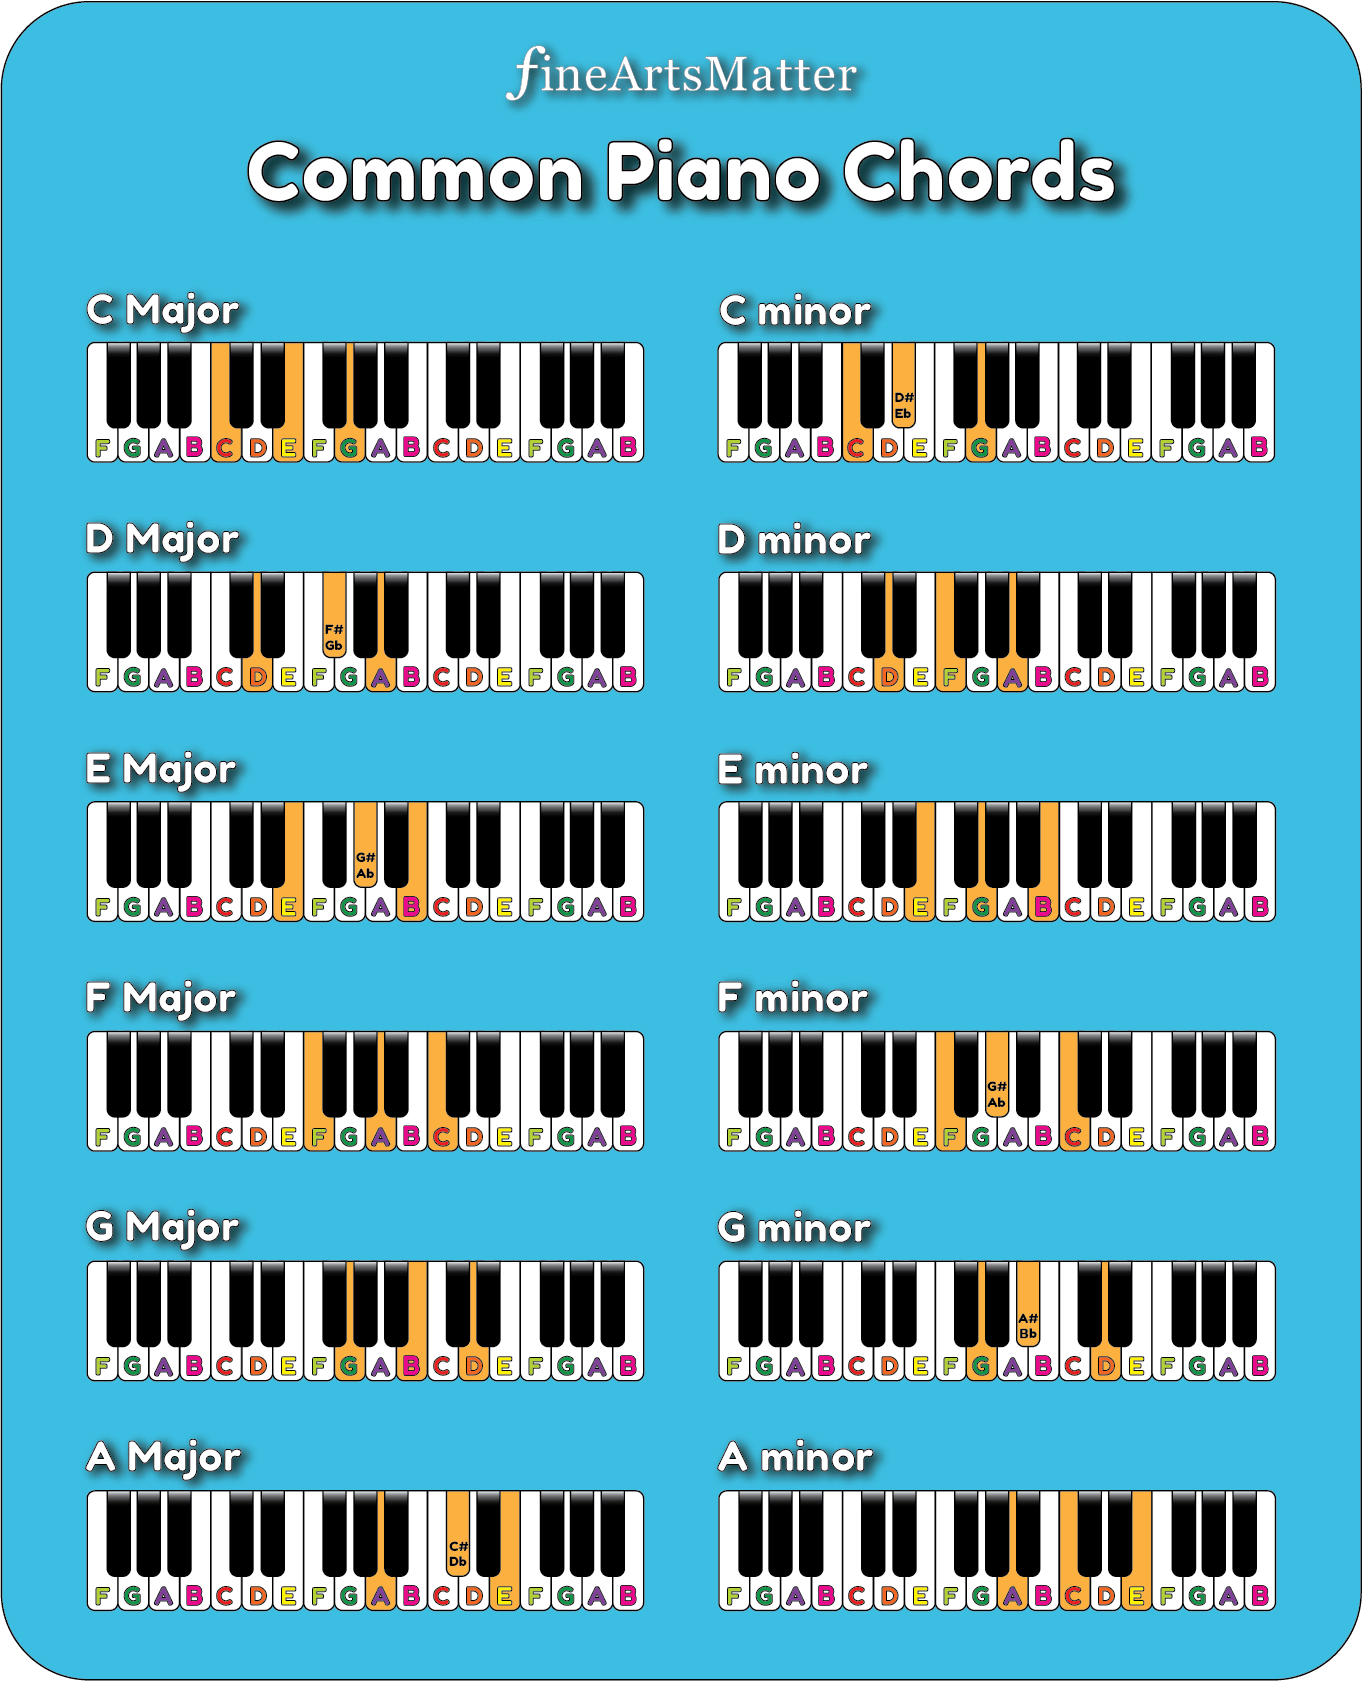 fineArtsMatter
Common Piano Chords
C Major
F G A B C D E F G A B C D E F G A B
C minor
D#
Eb
F G A B C D E F G A B C D E F G A B
D Major
F#
Gb
F G A B C D E F G A B C D E F G A B
D minor
F G A B C D E F G A B C D E F G A B
E Major
G#
Ab
F G A B C D E F G A B C D E F G A B
E minor
F G A B C D E F G A B C D E F G A B
F Major
F G A B C D E F G A B C D E F G A B
F minor
G#
Ab
F G A B C D E F G A B C D E F G A B
G Major
F G A B C D E F G A B C D E F G A B
G minor
A#
Bb
F G A B C D E F G A B C D E F G A B
A Major
C#
Db
F G A B C D E F G A B C D E F G A B
A minor
F G A B C D E F G A B C D E F G A B